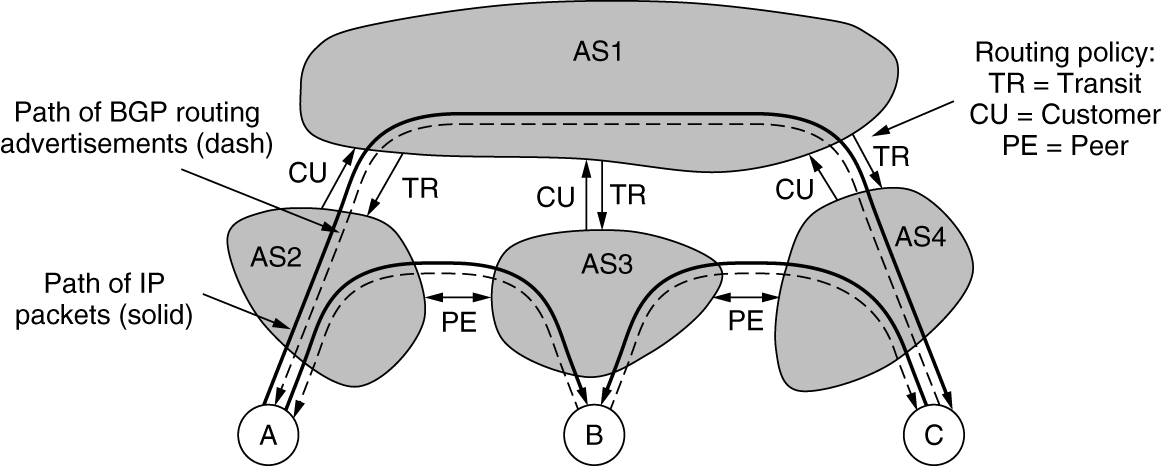 AS1
Routing policy:
TR = Transit
CU = Customer
PE = Peer
Path of BGP routing
advertisements (dash)
CU
TR
CU
TR
CU
TR
AS2
AS3
AS4
Path of IP
packets (solid)
PE
PE
A
B
C